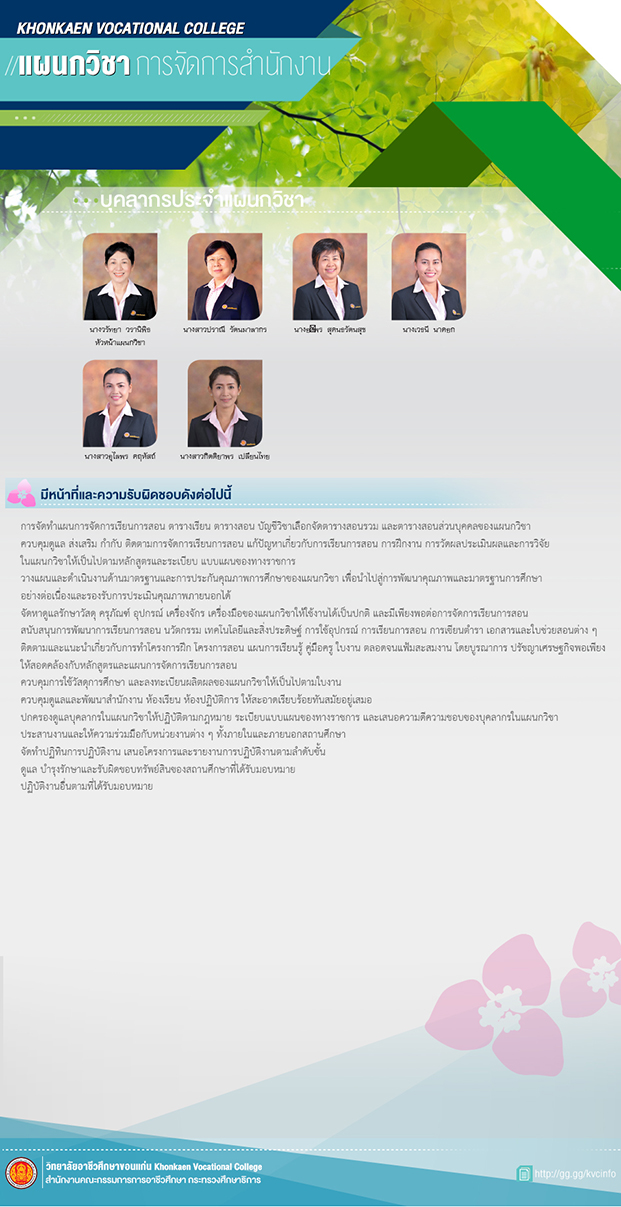 KHONKAEN VOCATIONAL COLLEGE
//แผนกวิชา การจัดการสำนักงาน
บุคลากรประจำแผนกวิชา
นางวรัทยา วรานิพิช นางสาวปราณี รัตนมาลากร สุคนธวัฒนสุข นางเวธนี นาคอก
หัวหน้าแผนกวิชา
นางสาวอุไลพร คฤหัสถ์ นางสาวกิตติยาพร เปลี่ยนไทย
มีหน้าที่และความรับผิดชอบดังต่อไปนี้
การจัดทำแผนการจัดการเรียนการสอน ตารางเรียน ตารางสอน บัญชีวิชาเลือกจัดตารางสอนรวม และตารางสอนส่วนบุคคลของแผนกวิชา
ควบคุมดูแล ส่งเสริม กำกับ ติดตามการจัดการเรียนการสอน แก้ปัญหาเกี่ยวกับการเรียนการสอน การฝึกงาน การวัดผลประเมินผลและการวิจัย
ในแผนกวิชาให้เป็นไปตามหลักสูตรและระเบียบ แบบแผนของทางราชการ
วางแผนและดำเนินงานด้านมาตรฐานและการประกันคุณภาพการศึกษาของแผนกวิชา เพื่อนำไปสู่การพัฒนาคุณภาพและมาตรฐานการศึกษา
อย่างต่อเนื่องและรองรับการประเมินคุณภาพภายนอกได้
จัดหาดูแลรักษาวัสดุ ครุภัณฑ์ อุปกรณ์ เครื่องจักร เครื่องมือของแผนกวิชาให้ใช้งานได้เป็นปกติ และมีเพียงพอต่อการจัดการเรียนการสอน
สนับสนุนการพัฒนาการเรียนการสอน นวัตกรรม เทคโนโลยีและสิ่งประดิษฐ์ การใช้อุปกรณ์ การเรียนการสอน การเขียนตำรา เอกสารและใบช่วยสอนต่าง ๆ
ติดตามและแนะนำเกี่ยวกับการทำโครงการฝึก โครงการสอน แผนการเรียนรู้ คู่มือครู ใบงาน ตลอดจนแฟ้มสะสมงาน โดยบูรณาการ ปรัชญาเศรษฐกิจพอเพียง
ให้สอดคล้องกับหลักสูตรและแผนการจัดการเรียนการสอน
ควบคุมการใช้วัสดุการศึกษา และลงทะเบียนผลิตผลของแผนกวิชาให้เป็นไปตามใบงาน
ควบคุมดูแลและพัฒนาสำนักงาน ห้องเรียน ห้องปฏิบัติการ ให้สะอาดเรียบร้อยทันสมัยอยู่เสมอ
ปกครองดูแลบุคลากรในแผนกวิชาให้ปฏิบัติตามกฎหมาย ระเบียบแบบแผนของทางราชการ และเสนอความดีความชอบของบุคลากรในแผนกวิชา
ประสานงานและให้ความร่วมมือกับหน่วยงานต่าง ๆ ทั้งภายในและภายนอกสถานศึกษา
จัดทำปฏิทินการปฏิบัติงาน เสนอโครงการและรายงานการปฏิบัติงานตามลำดับขั้น
ดูแล บำรุงรักษาและรับผิดชอบทรัพย์สินของสถานศึกษาที่ได้รับมอบหมาย
ปฏิบัติงานอื่นตามที่ได้รับมอบหมาย
วิทยาลัยอาชีวศึกษาขอนแก่น Khonkaen Vocational College
สำนักงานคณะกรรมการการอาชีวศึกษา กระทรวงศึกษาธิการ
http://gg.gg/kvcinfo